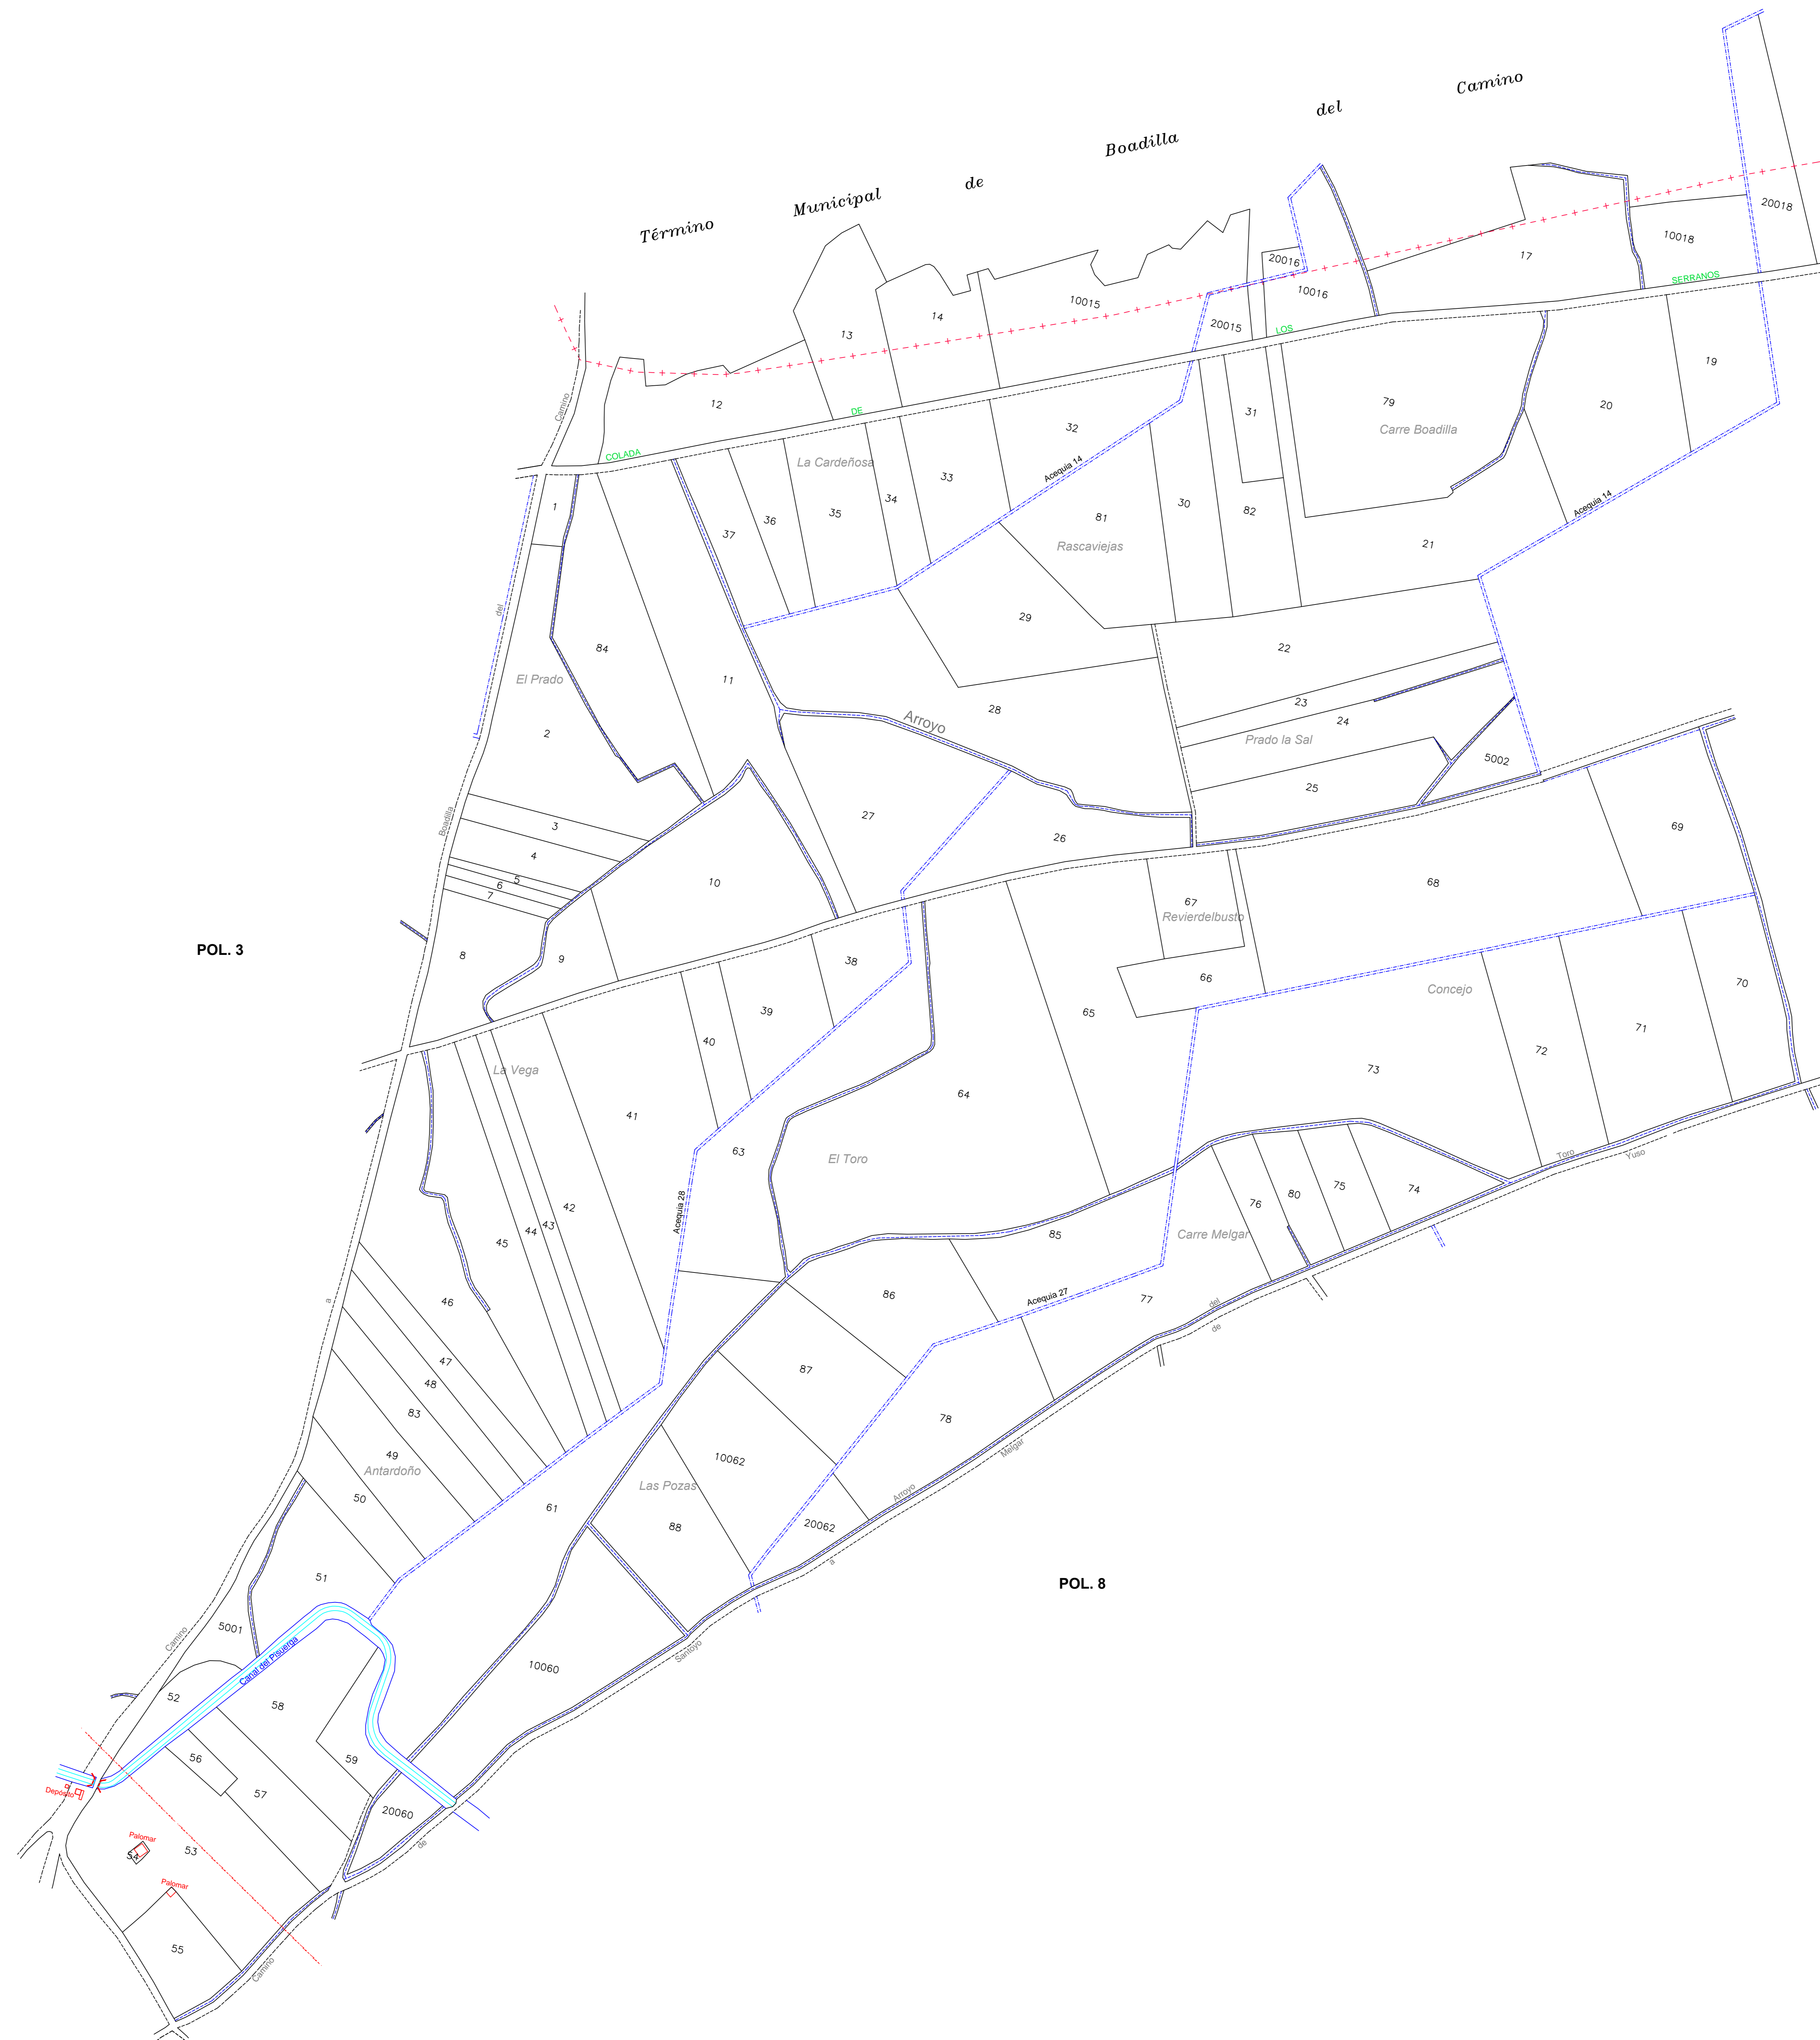 Término Municipal de Boadilla del Camino
20018
10018
17
SERRANOS
20016
10016
10015
14
13
20015
LOS
19
20
79
Carre Boadilla
31
32
12
DE
Camino
COLADA
La Cardeñosa
33
34
35
36
37
Acequia 14
Acequia 14
1
81
30
82
21
Rascaviejas
del
29
84
22
El Prado
11
28
Arroyo
23
24
Prado la Sal
5002
2
25
27
26
Boadilla
3
4
5
6
7
10
69
68
67
Revierdelbusto
POL. 3
8
9
38
66
Concejo
70
39
65
40
71
72
La Vega
73
64
41
63
El Toro
Toro
Yuso
74
75
80
76
42
43
44
45
Acequia 28
85
Carre Melgar
86
Acequia 27
77
del
de
a
46
47
48
83
87
78
49
Antardoño
50
10062
Las Pozas
Melgar
Arroyo
61
88
20062
a
51
POL. 8
5001
Camino
Canal del Pisuerga
Santoyo
10060
52
58
56
59
57
Depósito
20060
de
Palomar
54
53
Palomar
55
Camino